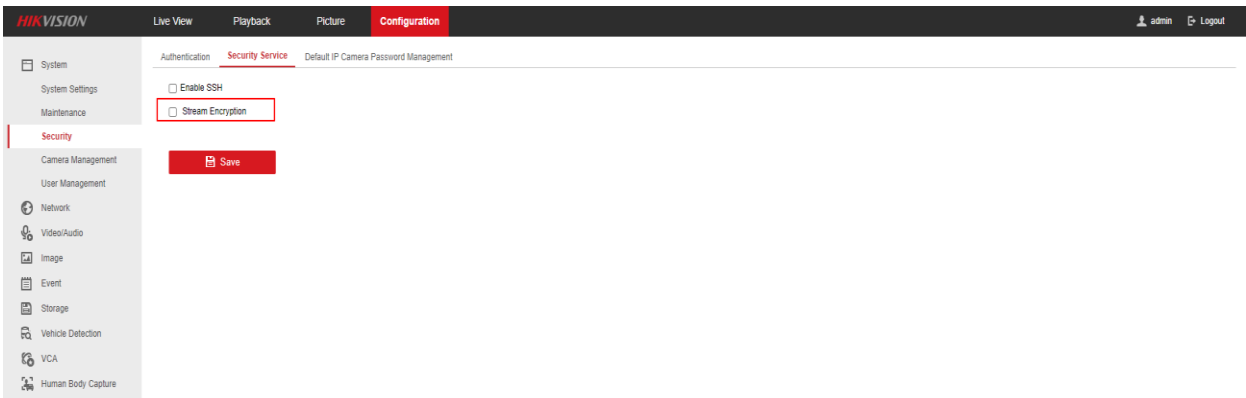 HIKVISION Live View Playback Picture Configuration admin Logout
Authentication Security Service Default IP Camera Password Management
System
System Settings
Maintenance
Security
Camera Management
User Management
Network
Video/Audio
Image
Event
Storage
Vehicle Detection
VCA
Human Body Capture
Enable SSH
Stream Encryption
Save